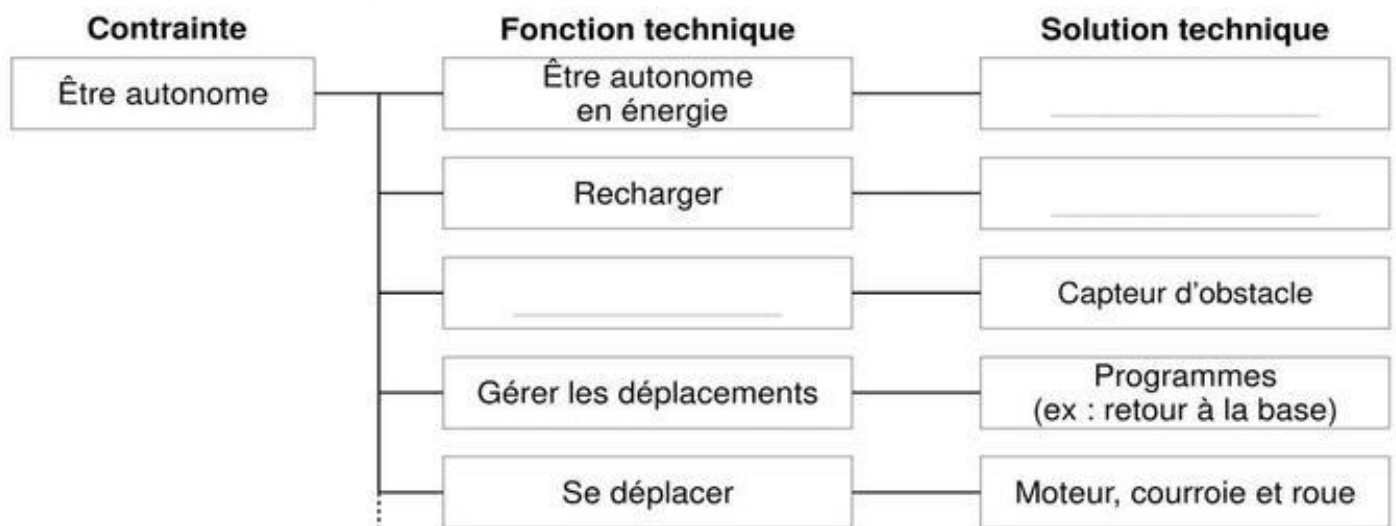 Contrainte
Fonction technique
Solution technique
Être autonome
Être autonome
en énergie
Recharger
Capteur d'obstacle
Gérer les déplacements
Programmes
(ex : retour à la base)
Se déplacer
Moteur, courroie et roue